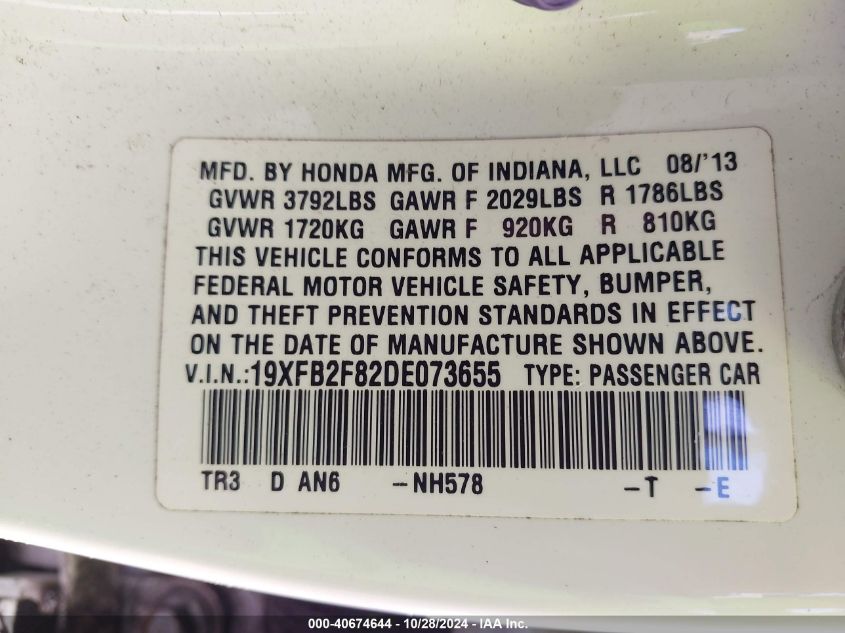 MFD. BY HONDA MFG. OF INDIANA, LLC 08/'13
GVWR 3792LBS GAWR F 2029LBS R 1786LBS
GVWR 1720KG GAWR F 920KG R 810KG
THIS VEHICLE CONFORMS TO ALL APPLICABLE
FEDERAL MOTOR VEHICLE SAFETY, BUMPER,
AND THEFT PREVENTION STANDARDS IN EFFECT
ON THE DATE OF MANUFACTURE SHOWN ABOVE.
V.I.N.:19XFB2F82DE073655 TYPE: PASSENGER CAR
TR3 D AN6 -NH578 -T -E
000-40674644 - 10/28/2024 - IAA Inc.